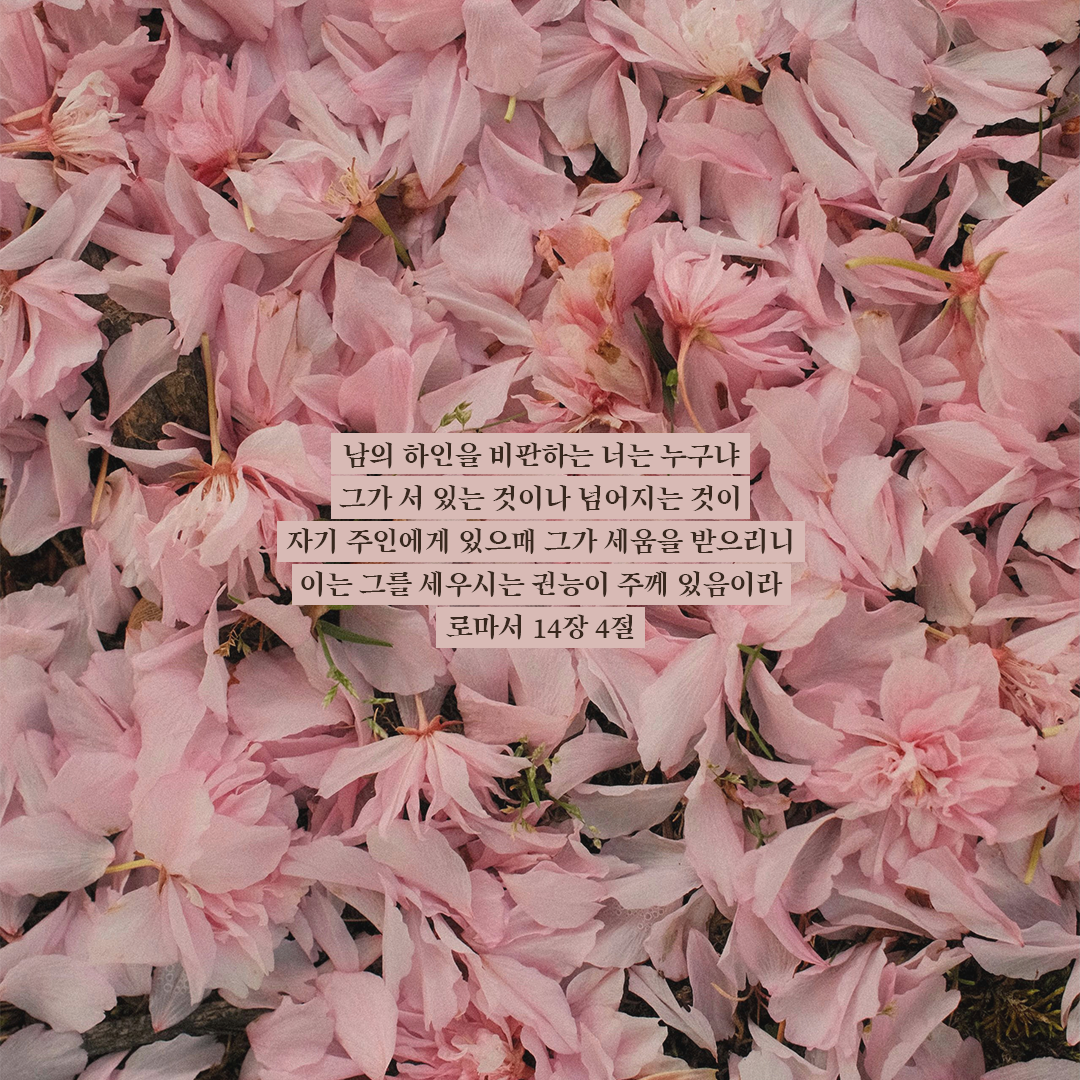 남의 하인을 비판하는 너는 누구냐
그가 서 있는 것이나 넘어지는 것이
자기 주인에게 있으매 그가 세움을 받으리니
이는 그를 세우시는 권능이 주께 있음이라
로마서 14장 4절